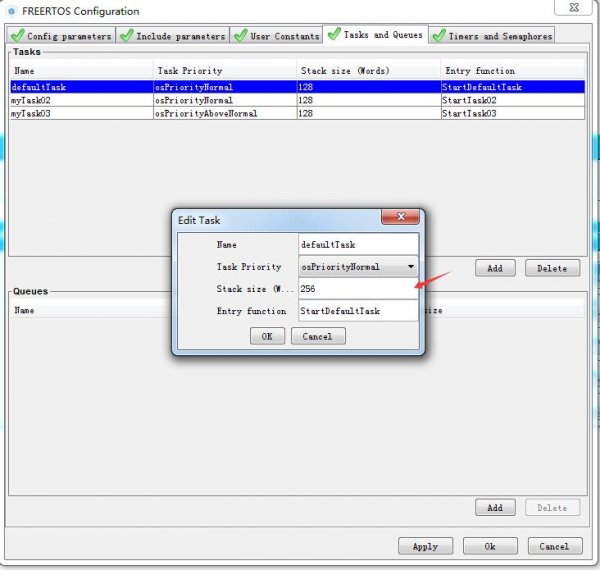 FREERTOS Configuration
Config parameters Include parameters User Constants Tasks and Queues Timers and Semaphores
Tasks
Name Task Priority Stack size (Words) Entry function
defaultTask osPriorityNormal 128 StartDefaultTask
myTask02 osPriorityNormal 128 StartTask02
myTask03 osPriorityAboveNormal 128 StartTask03
Edit Task
Name defaultTask
Task Priority osPriorityNormal
Stack size (W... 256
Entry function StartDefaultTask
OK Cancel
Add Delete
Queues
Name size
Add Delete
Apply Ok Cancel